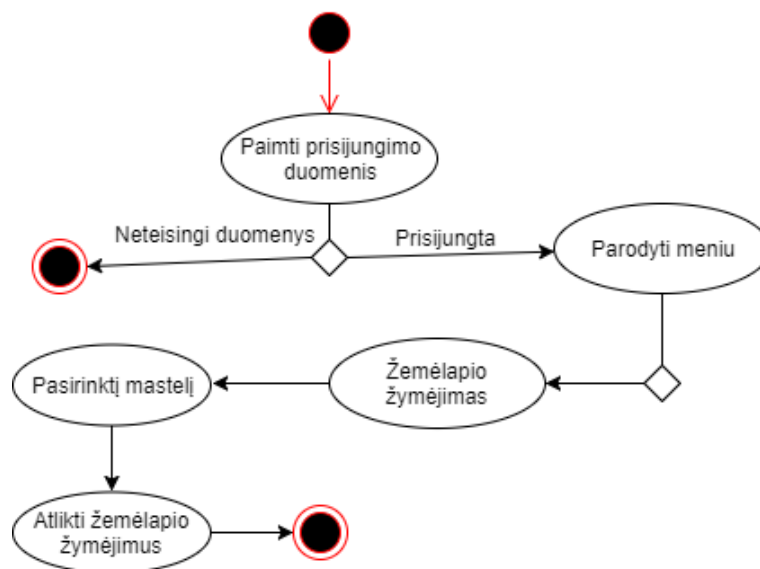 Paimti prisijungimo
duomenis
Neteisingi duomenys
Prisijungta
Parodyti meniu
Pasirinktį mastelį
Žemėlapio
žymėjimas
Atlikti žemėlapio
žymėjimus